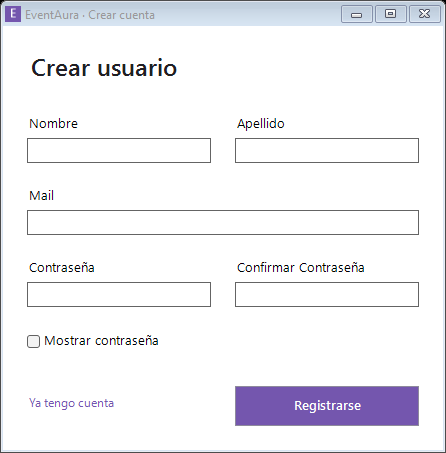 E EventAura - Crear cuenta
Crear usuario
Nombre Apellido
Mail
Contraseña Confirmar Contraseña
Mostrar contraseña
Ya tengo cuenta Registrarse